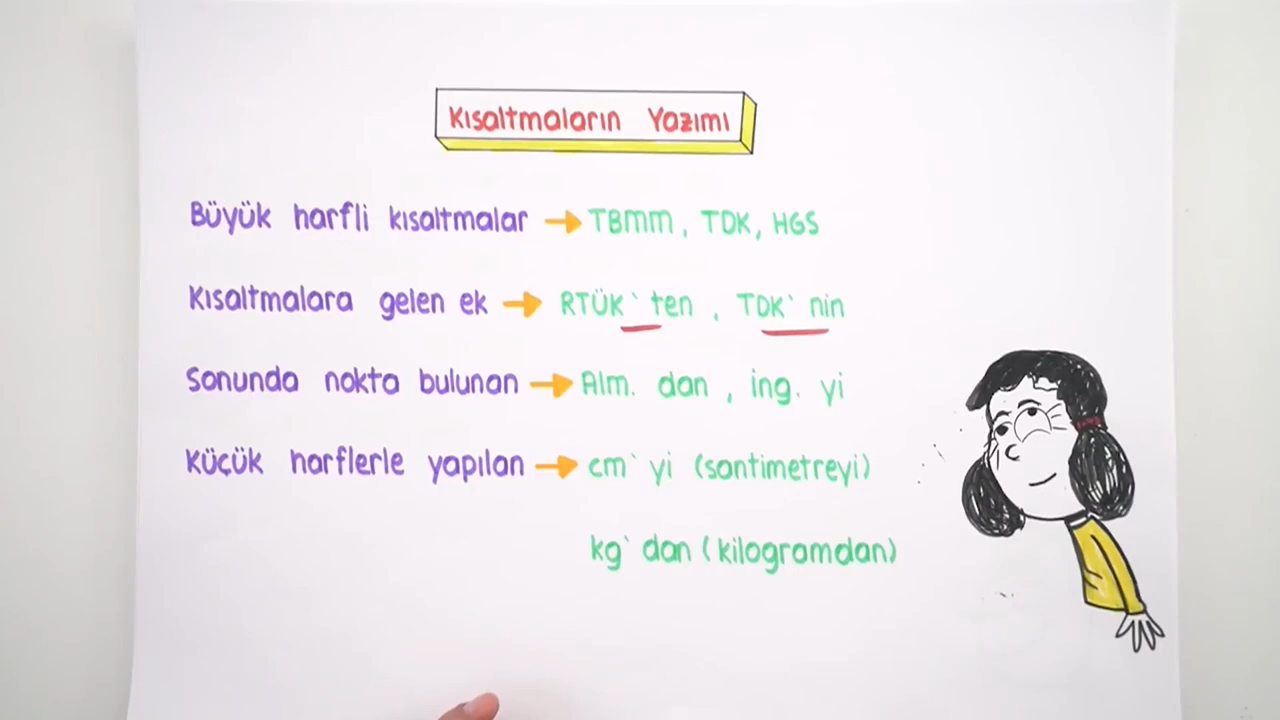 Kısaltmaların Yazımı
Büyük harfli kısaltmalar → TBMM, TDK, HGS
Kısaltmalara gelen ek → RTÜK'ten, TDK'nin
Sonunda nokta bulunan → Alm. dan, ing. yi
Küçük harflerle yapılan → cm'yi (santimetreyi)
kg'dan (kilogramdan)